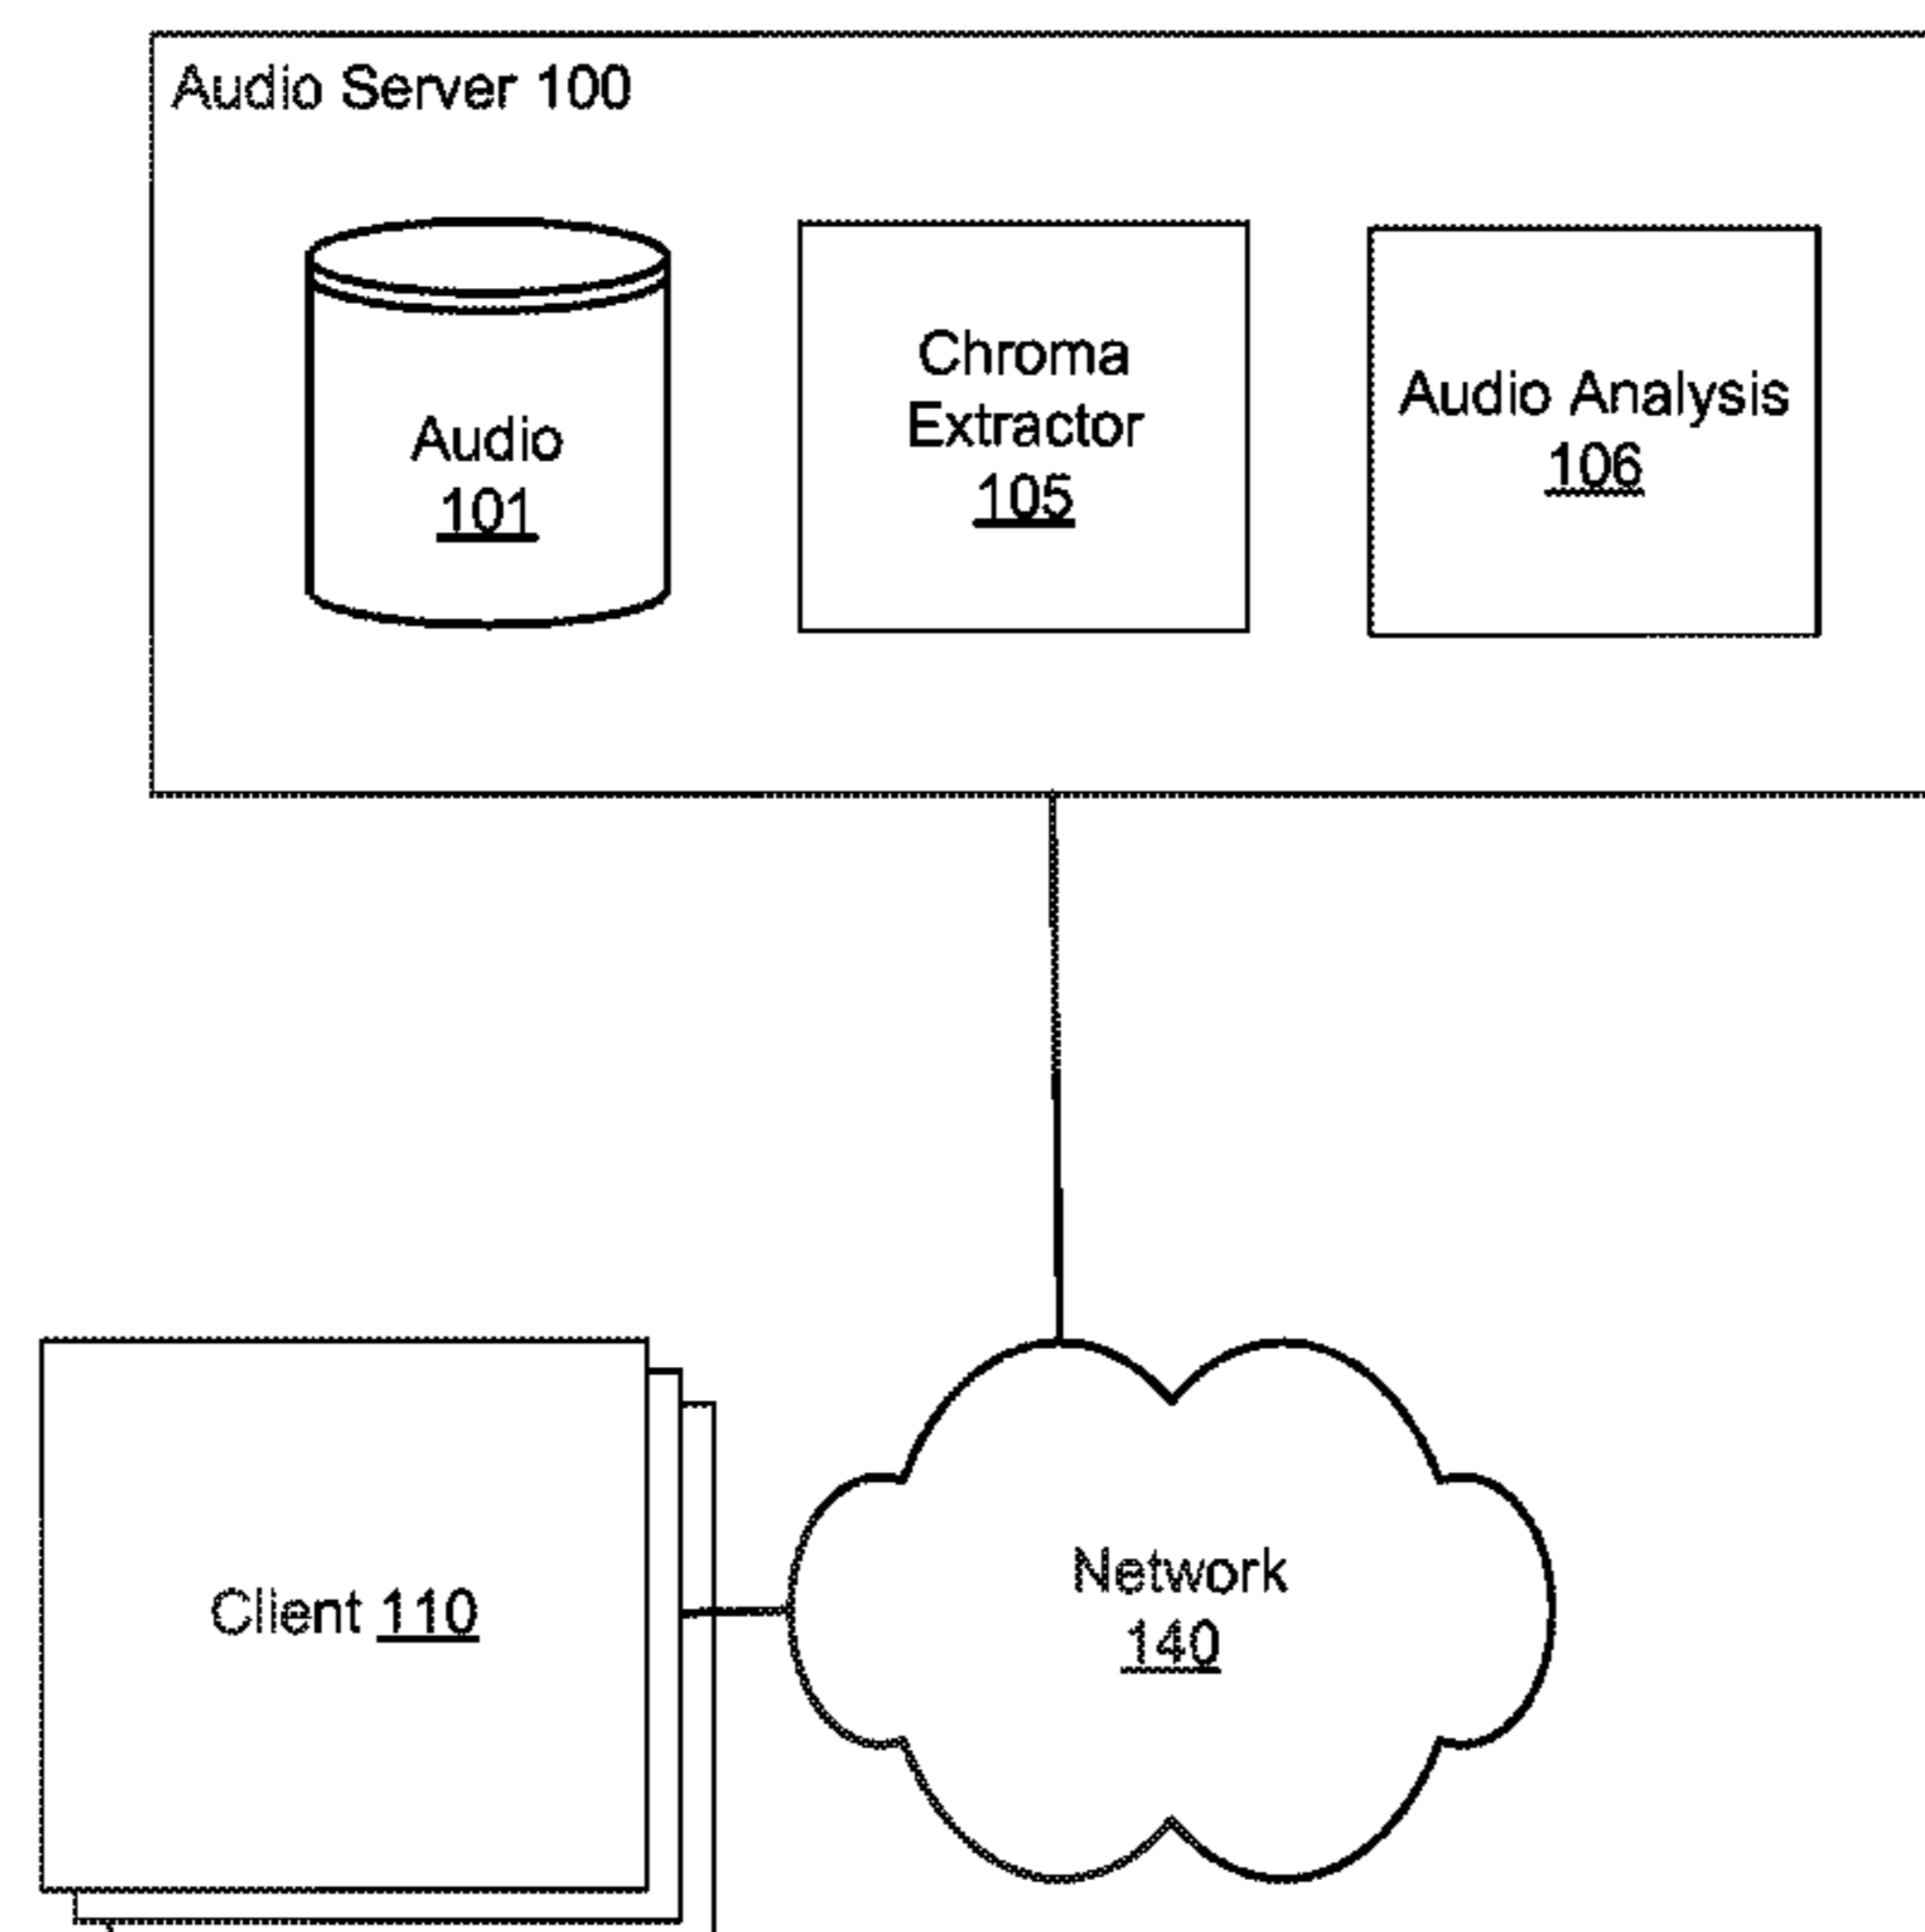 Audio Server 100
Audio
101
Chroma
Extractor
105
Audio Analysis
106
Client 110
Network
140